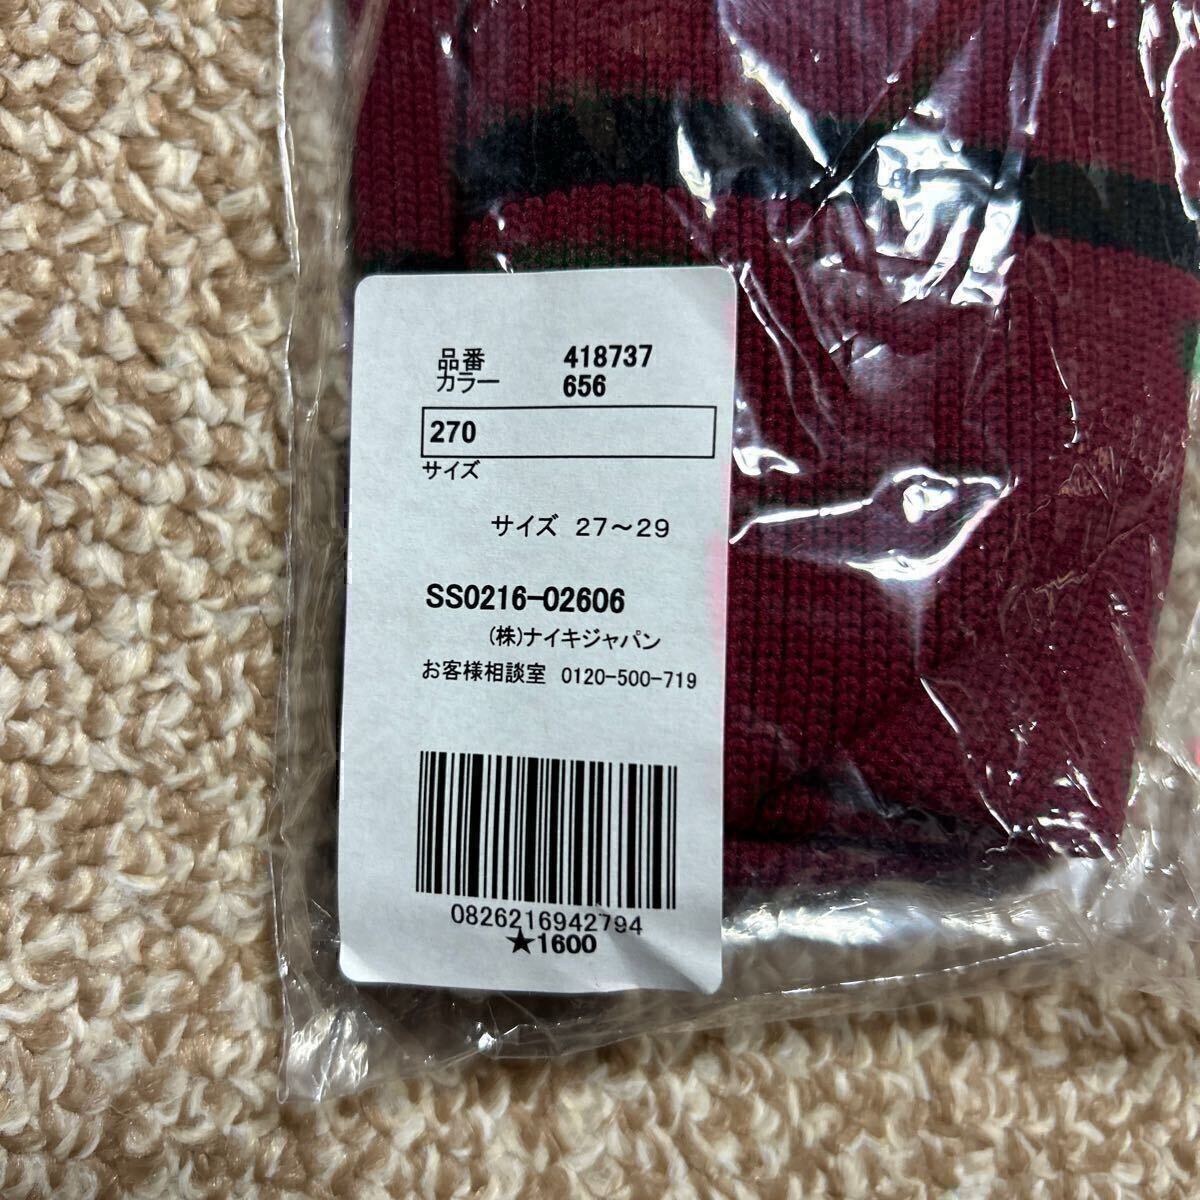 品番 418737
カラー 656
270
サイズ
サイズ 27～29
SS0216-02606
(株)ナイキジャパン
お客様相談室 0120-500-719
0826216942794
★1600